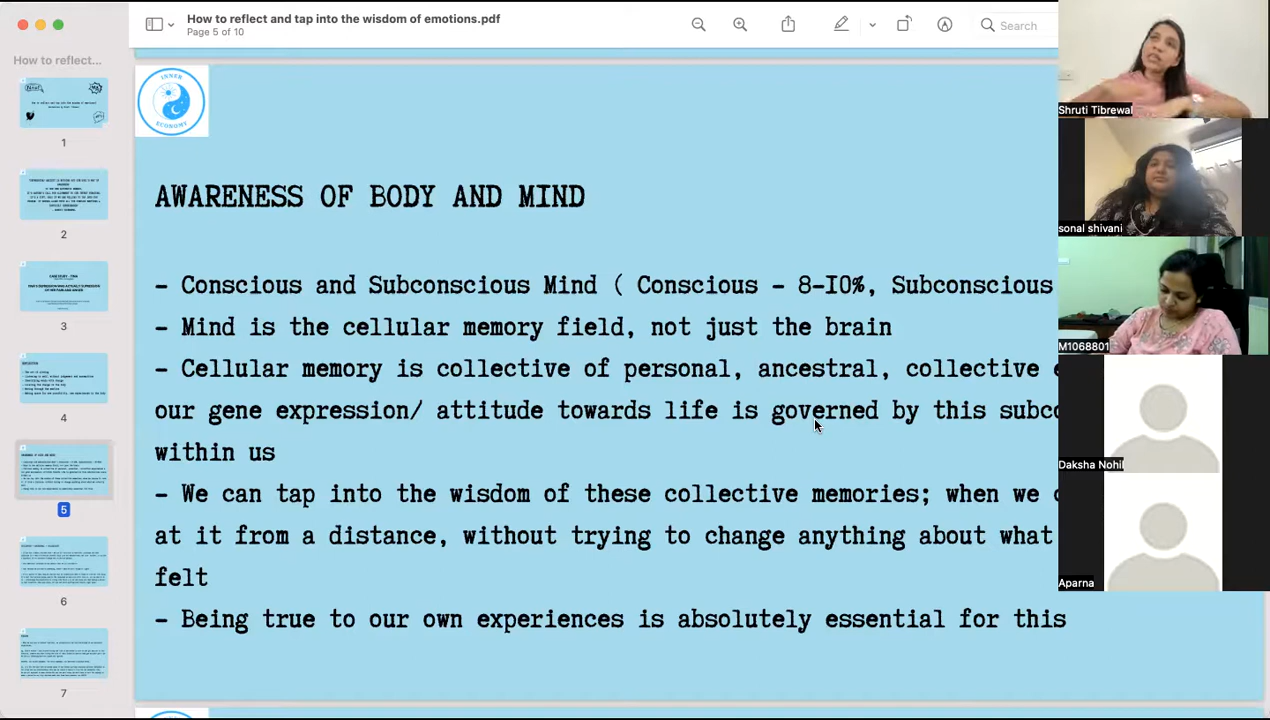 How to reflect and tap into the wisdom of emotions.pdf
Page 5 of 10
Search
How to reflect...
1
2
3
4
5
6
7
INNER
ECONOMY
AWARENESS OF BODY AND MIND
- Conscious and Subconscious Mind ( Conscious - 8-10%, Subconscious
- Mind is the cellular memory field, not just the brain
- Cellular memory is collective of personal, ancestral, collective
our gene expression/ attitude towards life is governed by this
within us
- We can tap into the wisdom of these collective memories; when we
at it from a distance, without trying to change anything about what
felt
- Being true to our own experiences is absolutely essential for this
Shruti Tibrewal
sonal shivani
M1068801
Daksha Nohil
Aparna